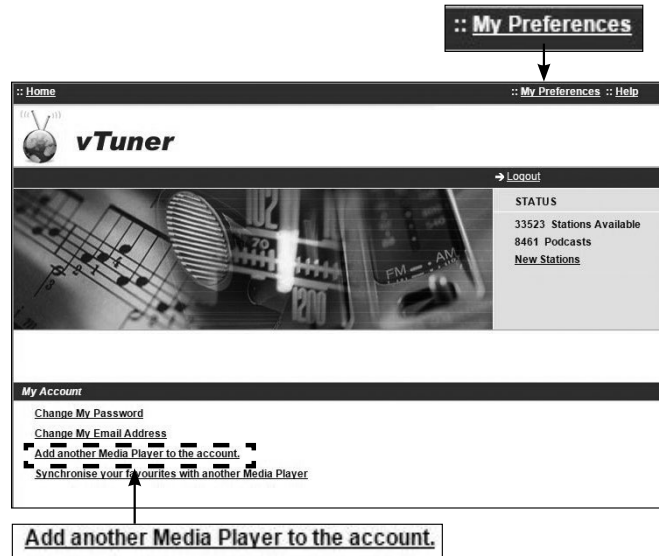 :: My Preferences
:: Home
:: My Preferences :: Help
vTuner
Logout
STATUS
33523 Stations Available
8461 Podcasts
New Stations
102
70
1200
FM
AM
My Account
Change My Password
Change My Email Address
Add another Media Player to the account.
Synchronise your favourites with another Media Player
Add another Media Player to the account.